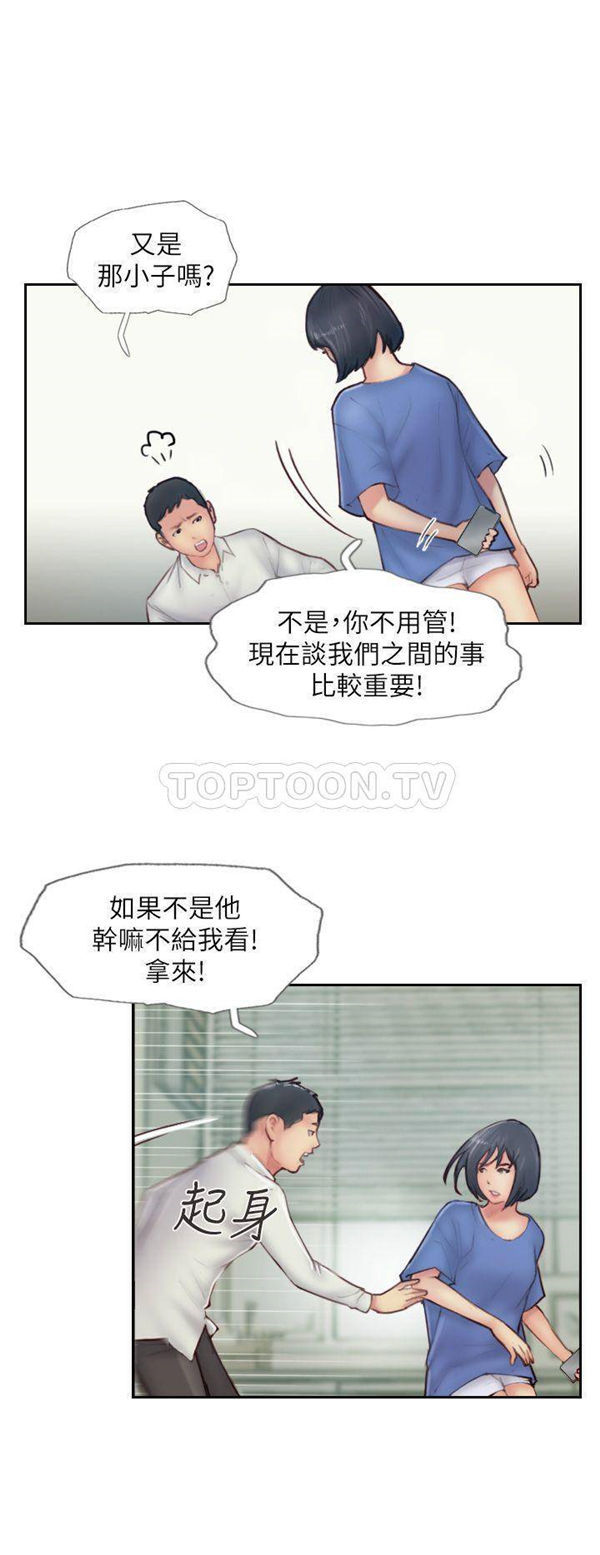 又是
那小子嗎?
不是,你不用管!
現在談我們之間的事
比較重要!
TOPTOON.TV
如果不是他
幹嘛不給我看!
拿來!
起身